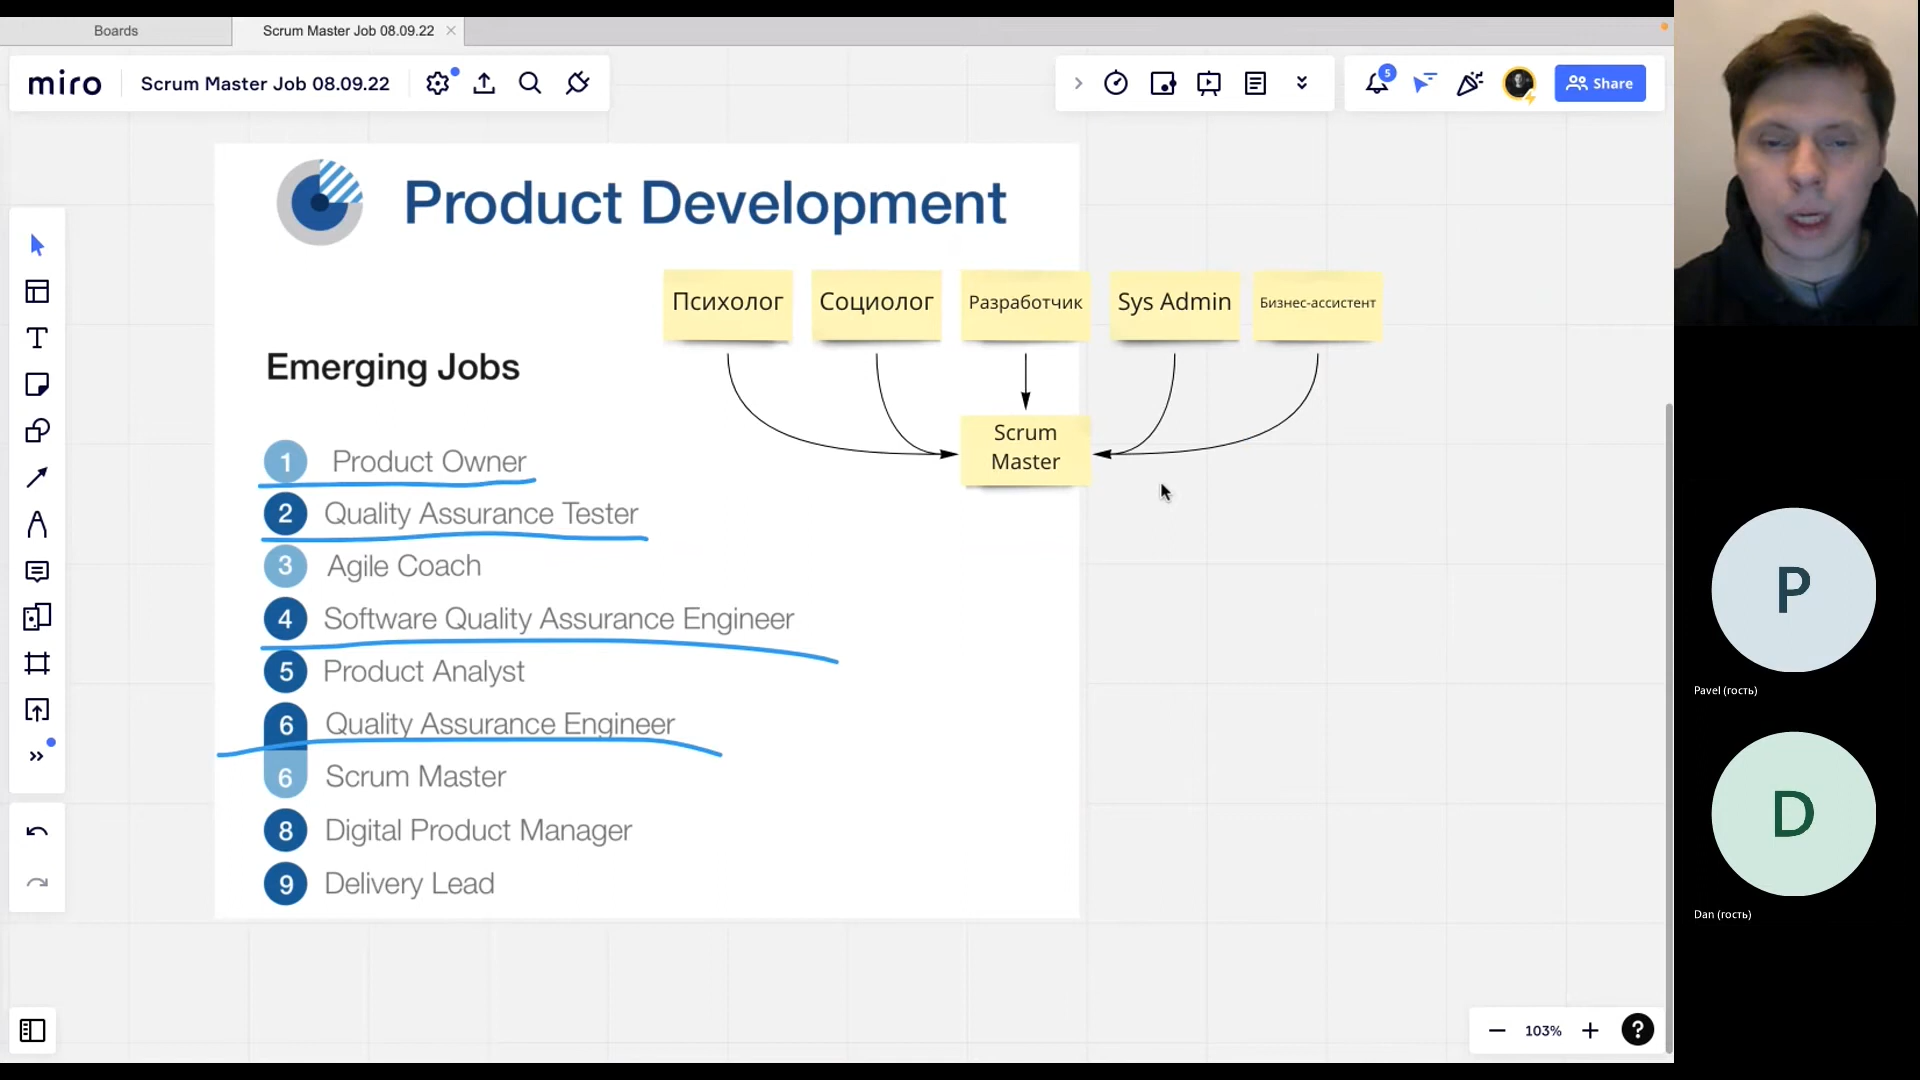 Boards
Scrum Master Job 08.09.22
miro
Scrum Master Job 08.09.22
5
Share
Product Development
Психолог
Социолог
Разработчик
Sys Admin
Бизнес-ассистент
Emerging Jobs
Scrum
Master
1 Product Owner
2 Quality Assurance Tester
3 Agile Coach
4 Software Quality Assurance Engineer
5 Product Analyst
6 Quality Assurance Engineer
6 Scrum Master
8 Digital Product Manager
9 Delivery Lead
P
Pavel (гость)
D
Dan (гость)
103%